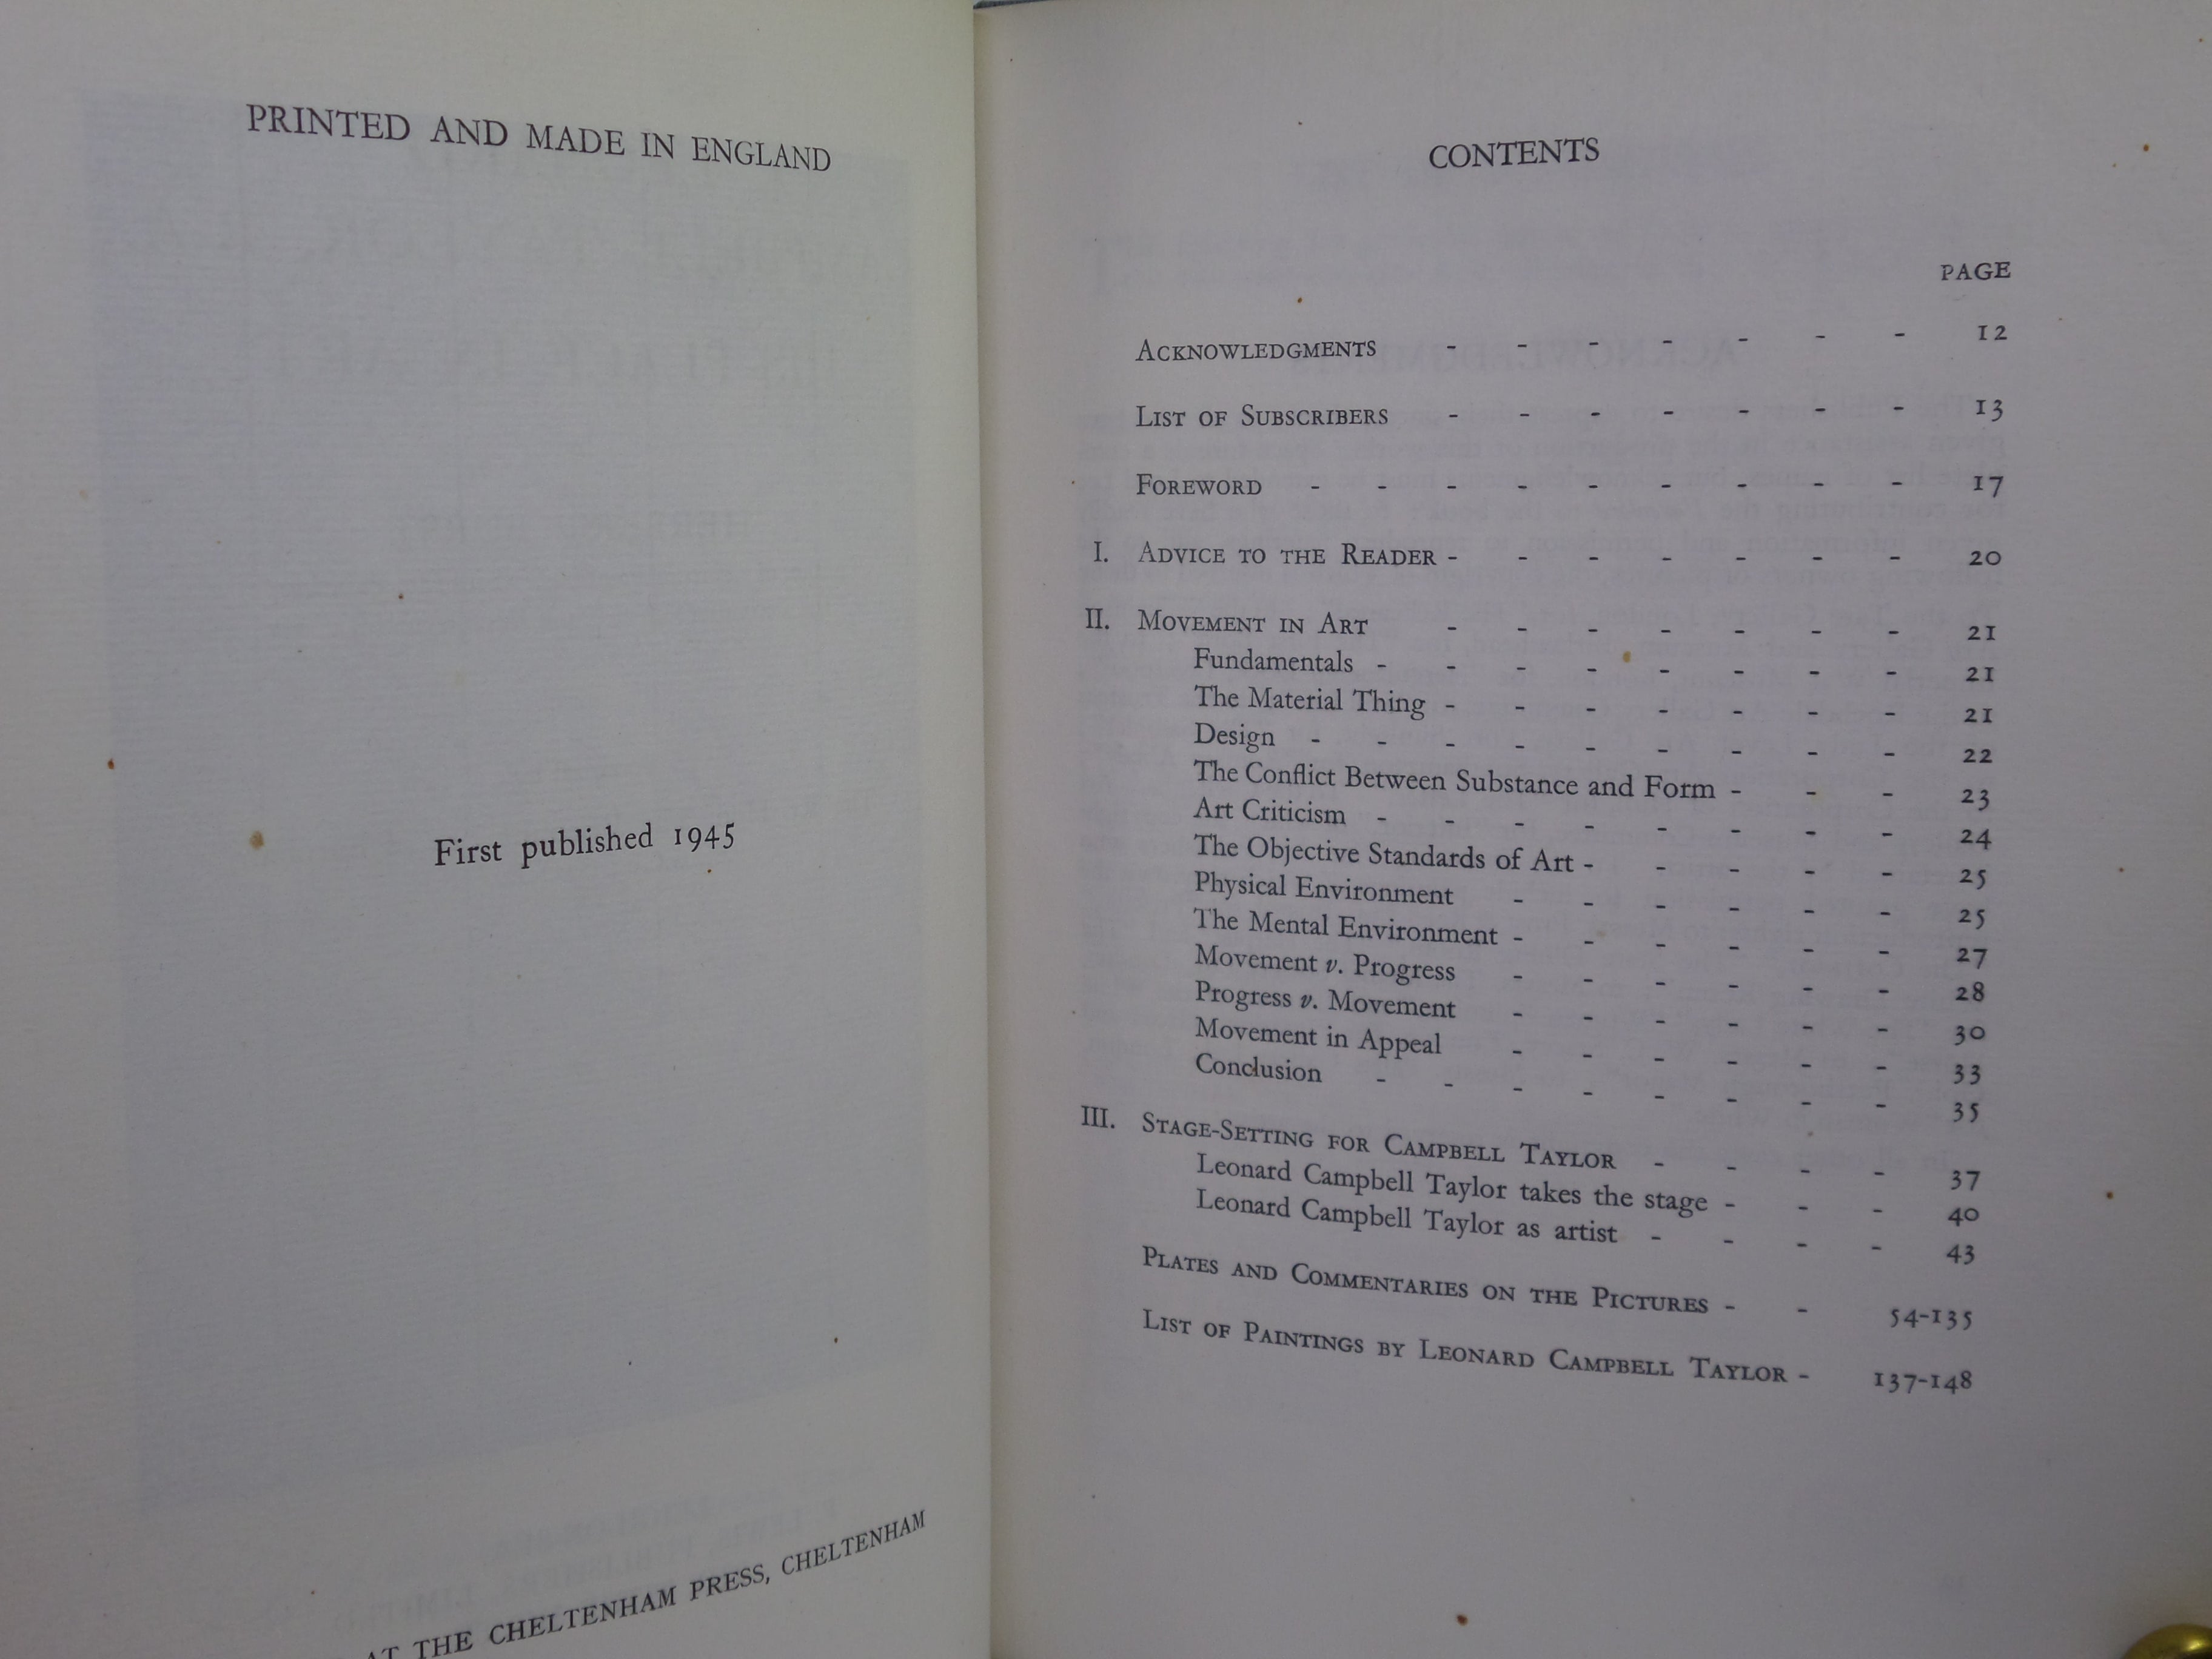 PRINTED AND MADE IN ENGLAND
First published 1945
AT THE CHELTENHAM PRESS, CHELTENHAM
CONTENTS
PAGE
ACKNOWLEDGMENTS - - - - - - - 12
LIST OF SUBSCRIBERS - - - - - - - 13
FOREWORD - - - - - - - - - 17
I. ADVICE TO THE READER - - - - - - - 20
II. MOVEMENT IN ART - - - - - - - 21
Fundamentals - - - - - - - - 21
The Material Thing - - - - - - - 21
Design - - - - - - - - - 22
The Conflict Between Substance and Form - - - 23
Art Criticism - - - - - - - - 24
The Objective Standards of Art - - - - - 25
Physical Environment - - - - - - 25
The Mental Environment - - - - - - 27
Movement v. Progress - - - - - - 28
Progress v. Movement - - - - - - 30
Movement in Appeal - - - - - - 33
Conclusion - - - - - - - - 35
III. STAGE-SETTING FOR CAMPBELL TAYLOR - - - - 37
Leonard Campbell Taylor takes the stage - - - 40
Leonard Campbell Taylor as artist - - - - 43
PLATES AND COMMENTARIES ON THE PICTURES - - 54-135
LIST OF PAINTINGS BY LEONARD CAMPBELL TAYLOR - 137-148